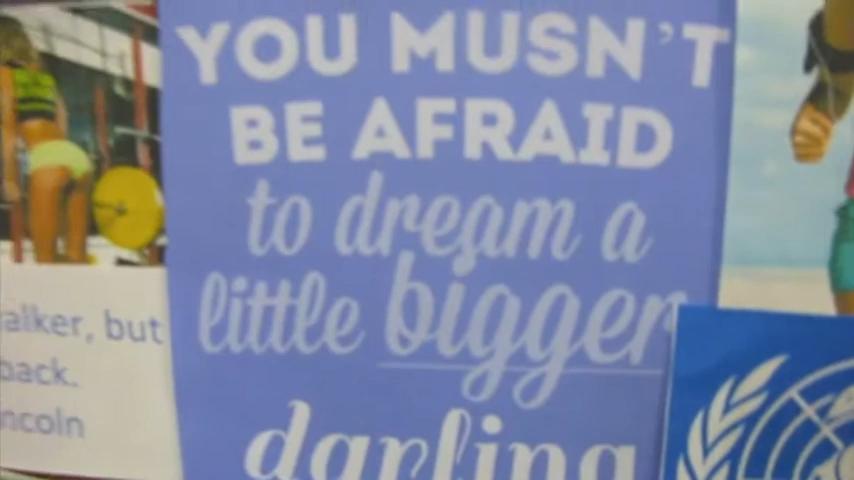 YOU MUSN'T
BE AFRAID
to dream a
little bigger
darling
alker, but
back.
ncoln